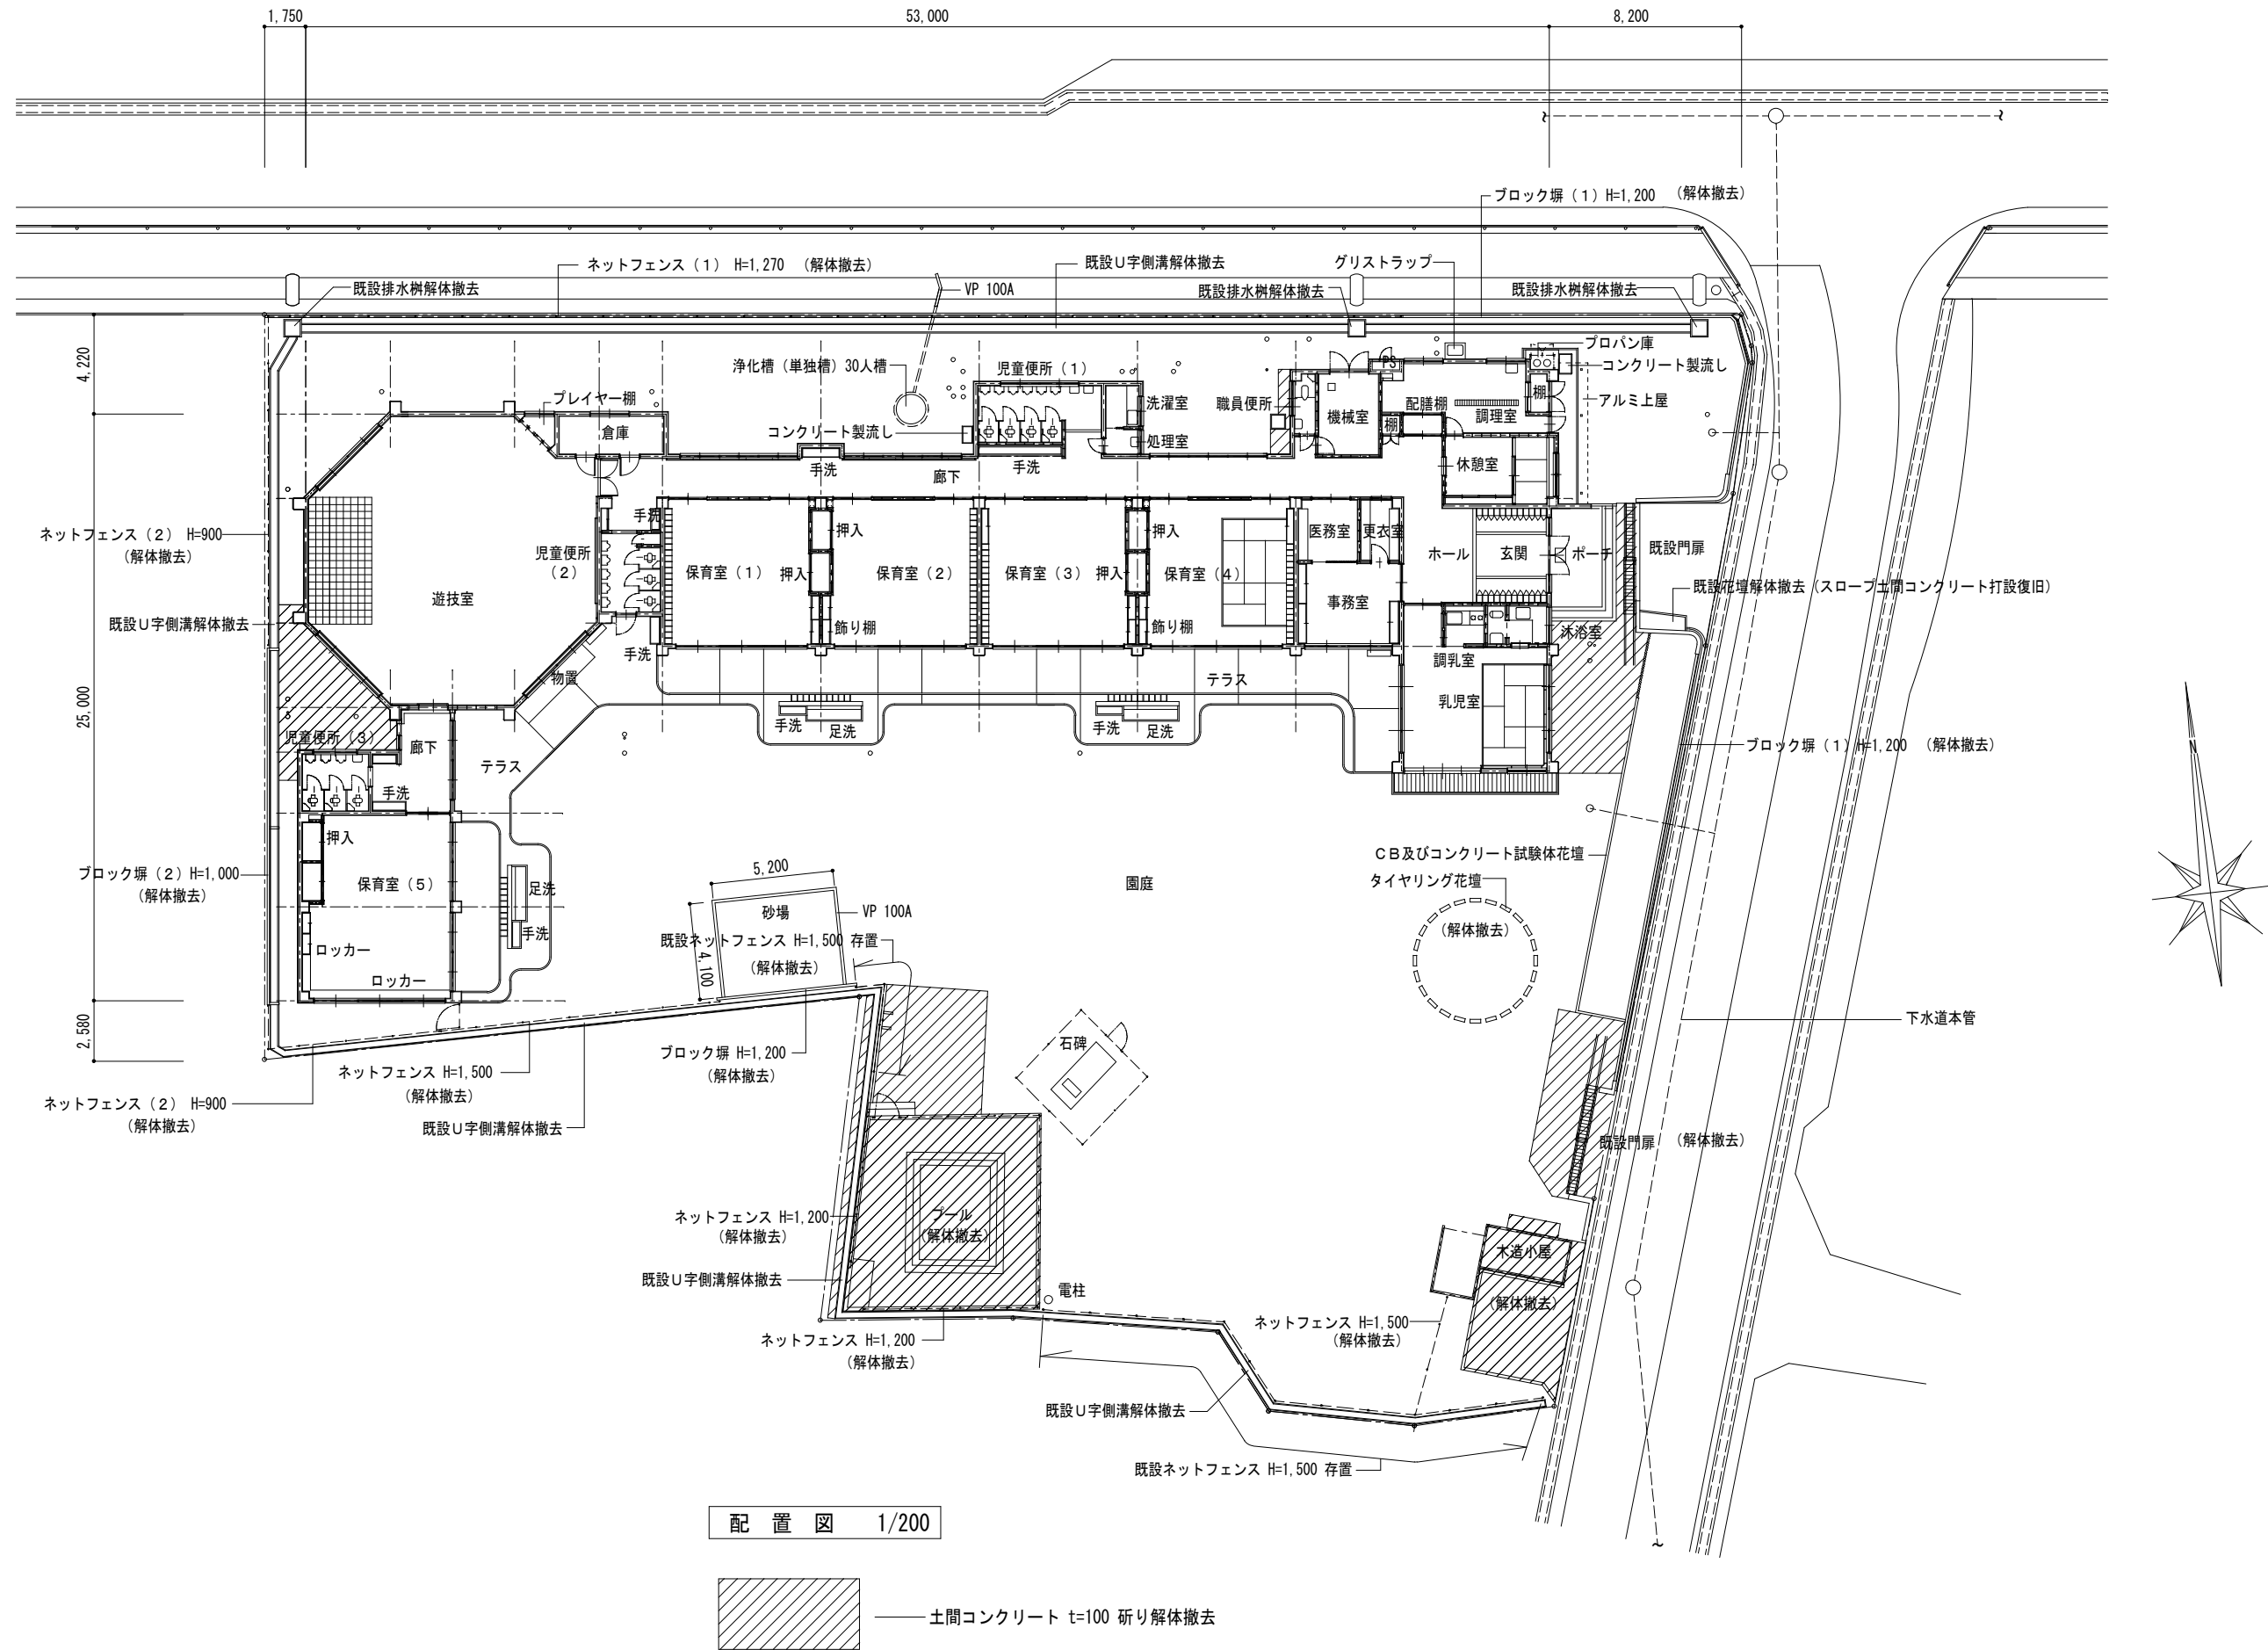 1,750
53,000
8,200
ブロック塀（1）H=1,200 （解体撤去）
ネットフェンス（1） H=1,270 （解体撤去）
既設U字側溝解体撤去
グリストラップ
既設排水桝解体撤去
VP 100A
既設排水桝解体撤去
既設排水桝解体撤去
4,220
浄化槽（単独槽）30人槽
児童便所（1）
PS
プロパン庫
コンクリート製流し
プレイヤー棚
洗濯室
職員便所
機械室
配膳棚
調理室
棚
アルミ上屋
倉庫
コンクリート製流し
処理室
棚
手洗
廊下
手洗
休憩室
ネットフェンス（2） H=900
（解体撤去）
手洗
押入
押入
医務室
更衣室
児童便所
（2）
保育室（1）
押入
保育室（2）
保育室（3）
押入
保育室（4）
ホール
玄関
ポーチ
既設門扉
遊技室
既設花壇解体撤去（スロープ土間コンクリート打設復旧）
事務室
既設U字側溝解体撤去
飾り棚
飾り棚
沐浴室
手洗
調乳室
物置
テラス
25,000
乳児室
手洗
足洗
手洗
足洗
児童便所（3）
廊下
ブロック塀（1）H=1,200 （解体撤去）
テラス
手洗
押入
CB及びコンクリート試験体花壇
5,200
ブロック塀（2）H=1,000
（解体撤去）
保育室（5）
足洗
園庭
タイヤリング花壇
砂場
VP 100A
手洗
（解体撤去）
既設ネットフェンス H=1,500 存置
ロッカー
4,100
（解体撤去）
ロッカー
2,580
下水道本管
石碑
ブロック塀 H=1,200
（解体撤去）
ネットフェンス H=1,500
（解体撤去）
ネットフェンス（2） H=900
（解体撤去）
既設U字側溝解体撤去
既設門扉 （解体撤去）
ネットフェンス H=1,200
（解体撤去）
プール
（解体撤去）
木造小屋
既設U字側溝解体撤去
電柱
（解体撤去）
ネットフェンス H=1,500
（解体撤去）
ネットフェンス H=1,200
（解体撤去）
既設U字側溝解体撤去
既設ネットフェンス H=1,500 存置
配 置 図 1/200
土間コンクリート t=100 斫り解体撤去
N